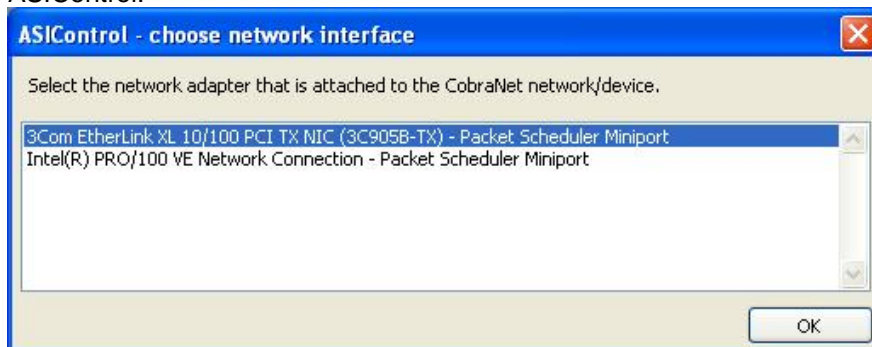 ASIControl.
ASIControl - choose network interface
Select the network adapter that is attached to the CobraNet network/device.
3Com EtherLink XL 10/100 PCI TX NIC (3C905B-TX) - Packet Scheduler Miniport
Intel(R) PRO/100 VE Network Connection - Packet Scheduler Miniport
OK